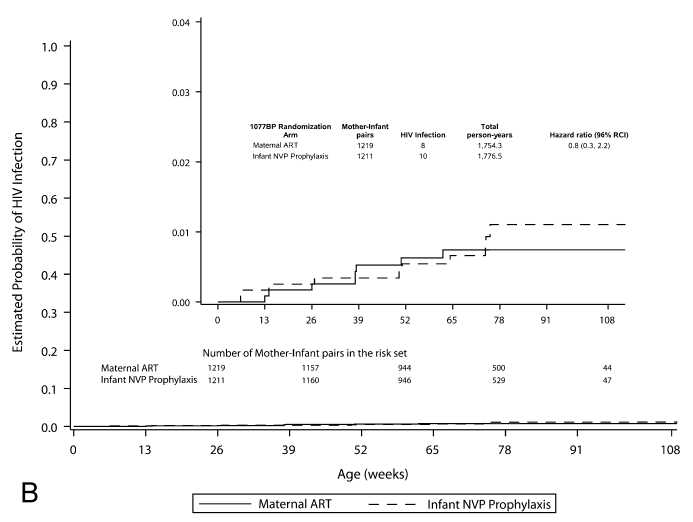 0.04
0.03
0.02
0.01
0.00
0 13 26 39 52 65 78 91 108
1077BP Randomization Arm Mother-Infant pairs HIV Infection Total person-years Hazard ratio (96% RCI)
Maternal ART 1219 8 1,754.3 0.8 (0.3, 2.2)
Infant NVP Prophylaxis 1211 10 1,776.5
Estimated Probability of HIV Infection
1.0
0.9
0.8
0.7
0.6
0.5
0.4
0.3
0.2
0.1
0.0
Number of Mother-Infant pairs in the risk set
Maternal ART 1219 1157 944 500 44
Infant NVP Prophylaxis 1211 1160 946 529 47
0 13 26 39 52 65 78 91 108
Age (weeks)
B
Maternal ART Infant NVP Prophylaxis